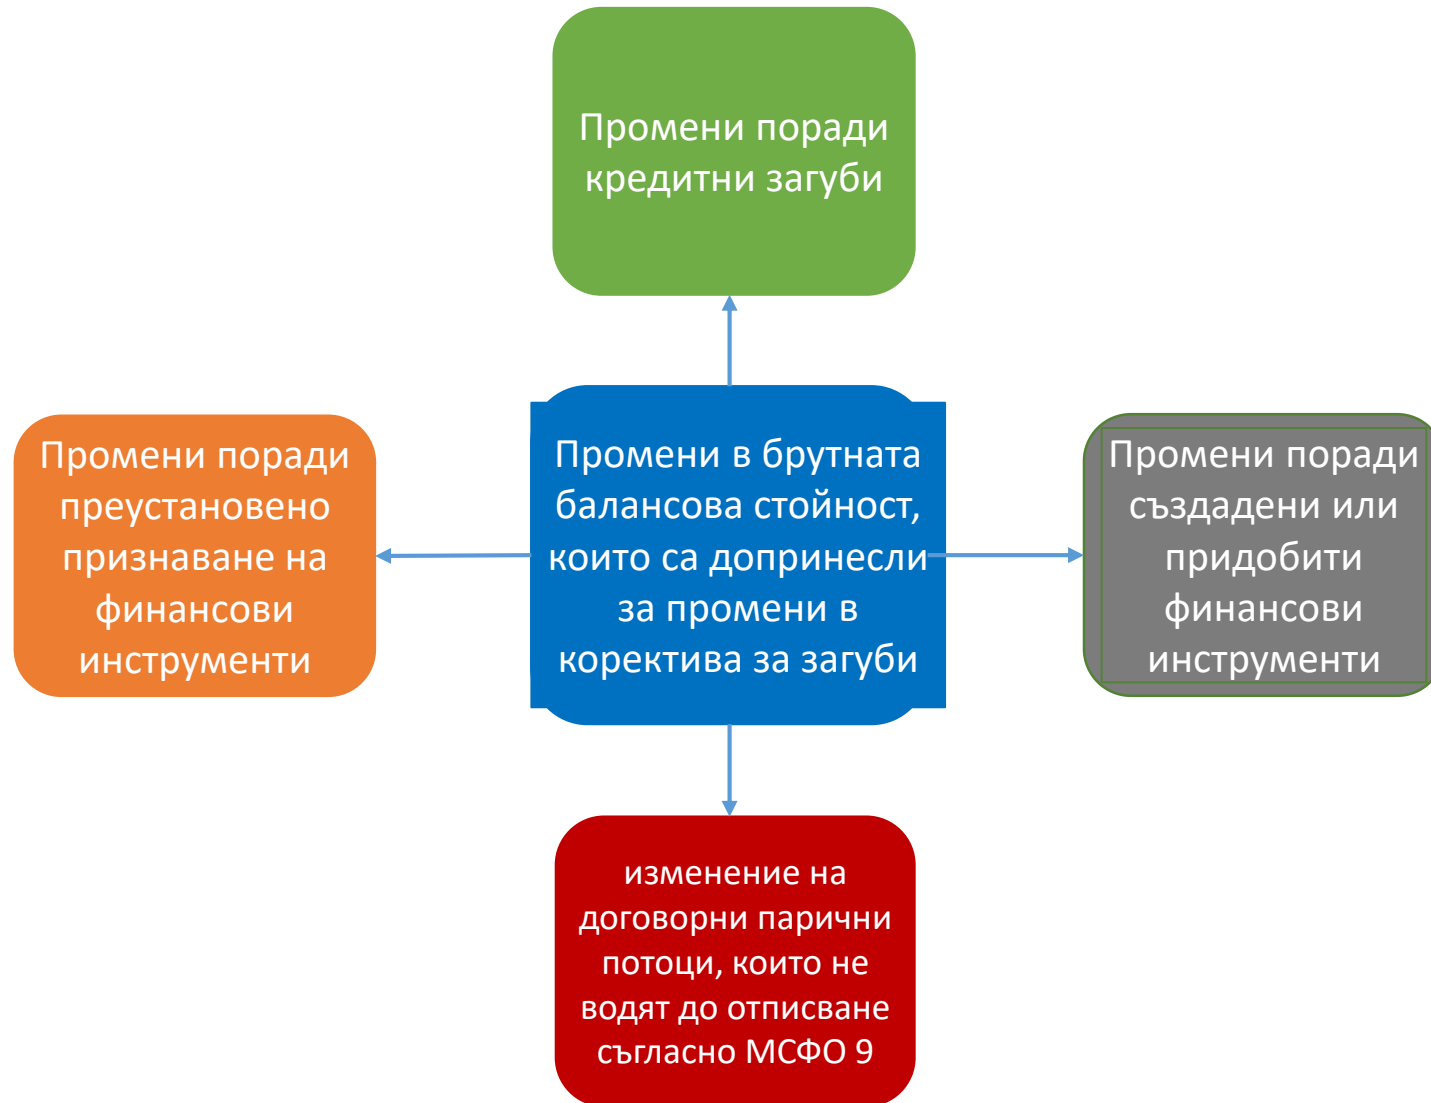 Промени поради
кредитни загуби
Промени поради
преустановено
признаване на
финансови
инструменти
Промени в брутната
балансова стойност,
които са допринесли
за промени в
коректива за загуби
Промени поради
създадени или
придобити
финансови
инструменти
изменение на
договорни парични
потоци, които не
водят до отписване
съгласно МСФО 9